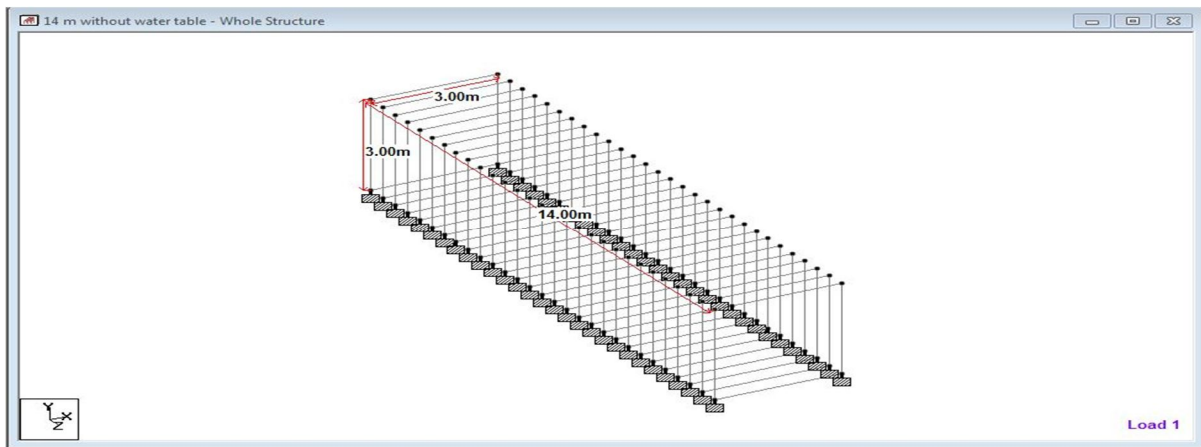 14 m without water table - Whole Structure
3.00m
3.00m
14.00m
Y
X
Z
Load 1